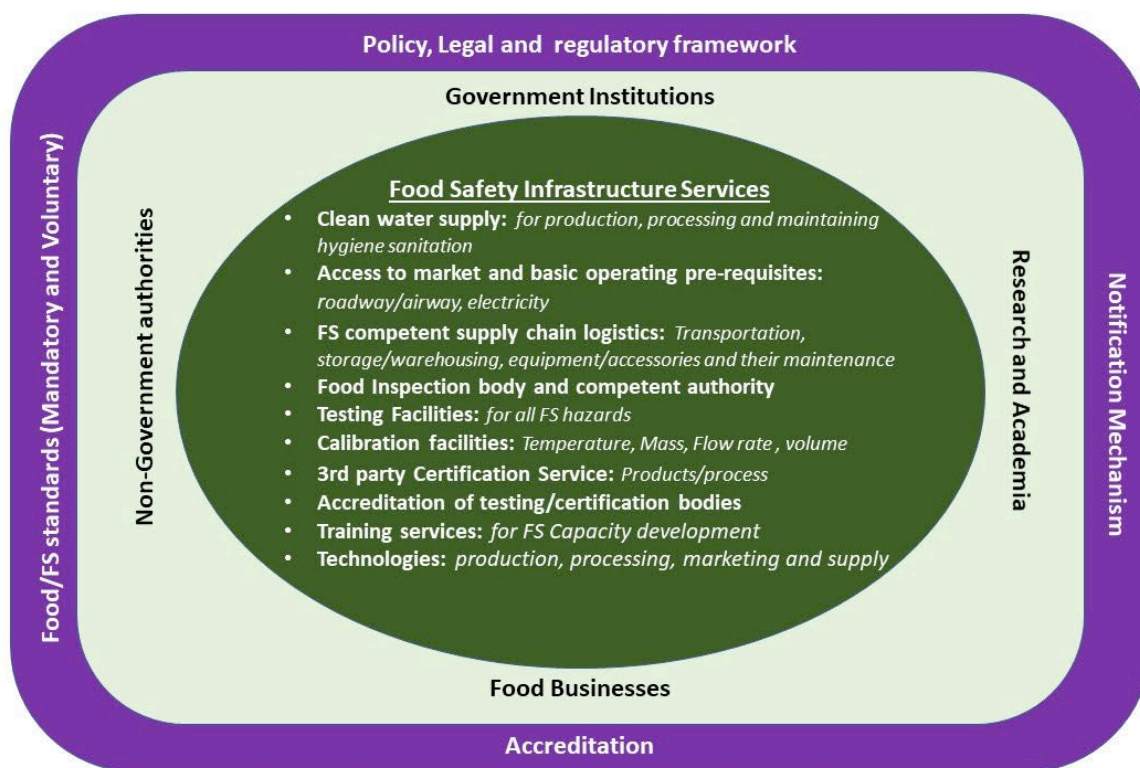 Policy, Legal and regulatory framework
Government Institutions
Food/FS standards (Mandatory and Voluntary)
Non-Government authorities
Food Safety Infrastructure Services
• Clean water supply: for production, processing and maintaining
hygiene sanitation
• Access to market and basic operating pre-requisites:
roadway/airway, electricity
• FS competent supply chain logistics: Transportation,
storage/warehousing, equipment/accessories and their maintenance
• Food Inspection body and competent authority
• Testing Facilities: for all FS hazards
• Calibration facilities: Temperature, Mass, Flow rate , volume
• 3rd party Certification Service: Products/process
• Accreditation of testing/certification bodies
• Training services: for FS Capacity development
• Technologies: production, processing, marketing and supply
Research and Academia
Notification Mechanism
Food Businesses
Accreditation